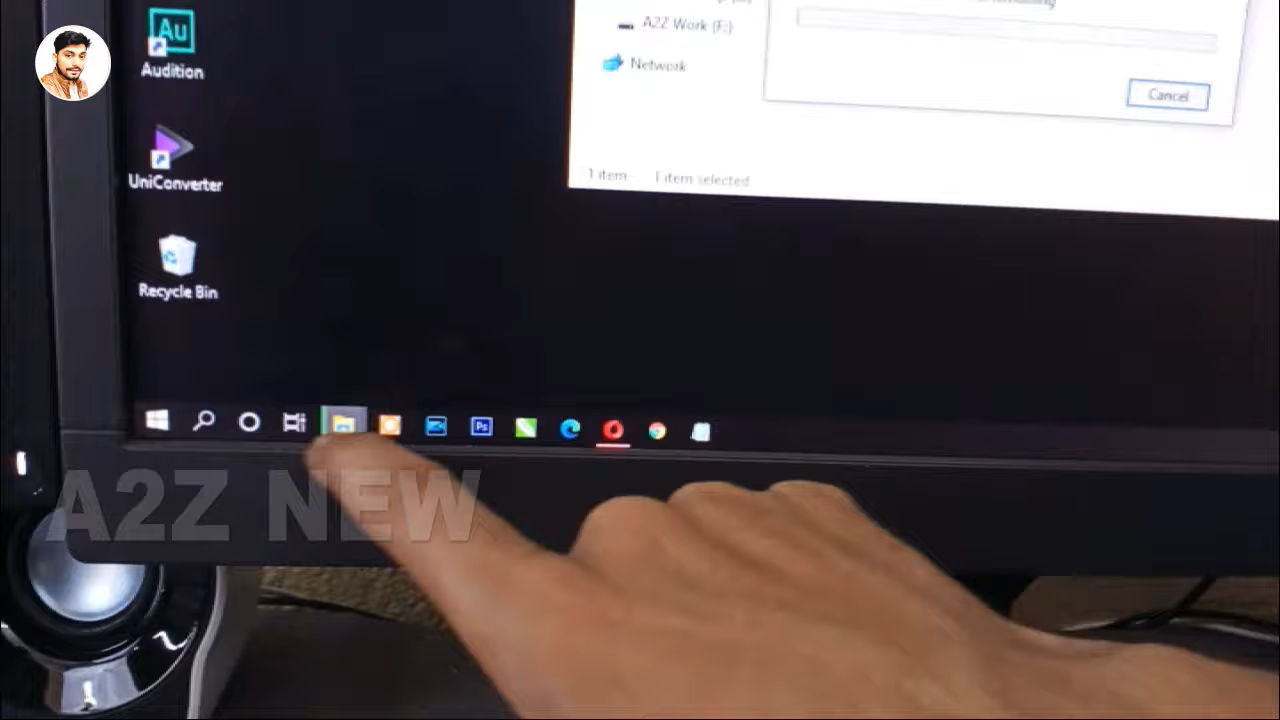 Au
Audition
UniConverter
Recycle Bin
A2Z Work (F:)
Network
Cancel
1 item
1 item selected
Ps
A2Z NEW